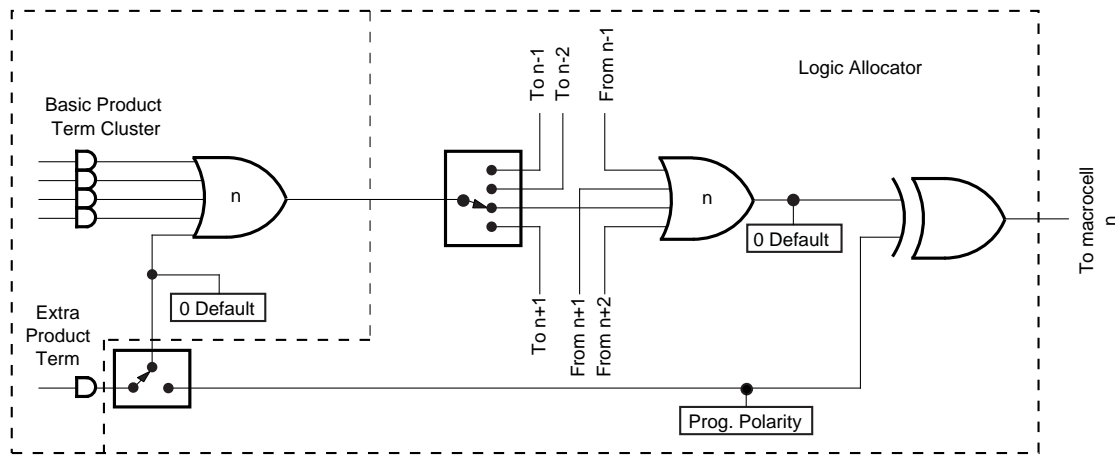 Basic Product
Term Cluster
n
0 Default
Extra
Product
Term
To n-1
To n-2
From n-1
Logic Allocator
n
0 Default
To n+1
From n+1
From n+2
Prog. Polarity
To macrocell
n